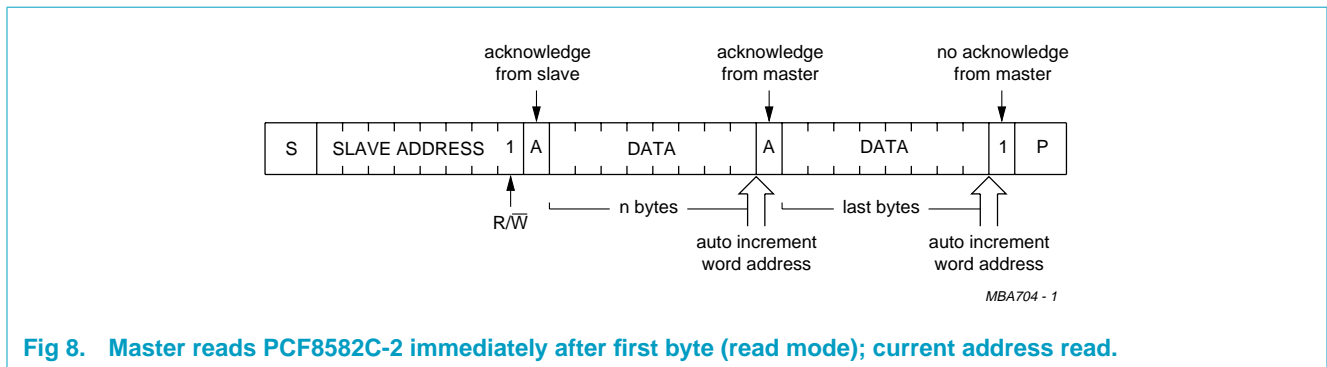 acknowledge
from slave
acknowledge
from master
no acknowledge
from master
S SLAVE ADDRESS 1 A DATA A DATA 1 P
R/W̅
n bytes
last bytes
auto increment
word address
auto increment
word address
MBA704 - 1
Fig 8. Master reads PCF8582C-2 immediately after first byte (read mode); current address read.